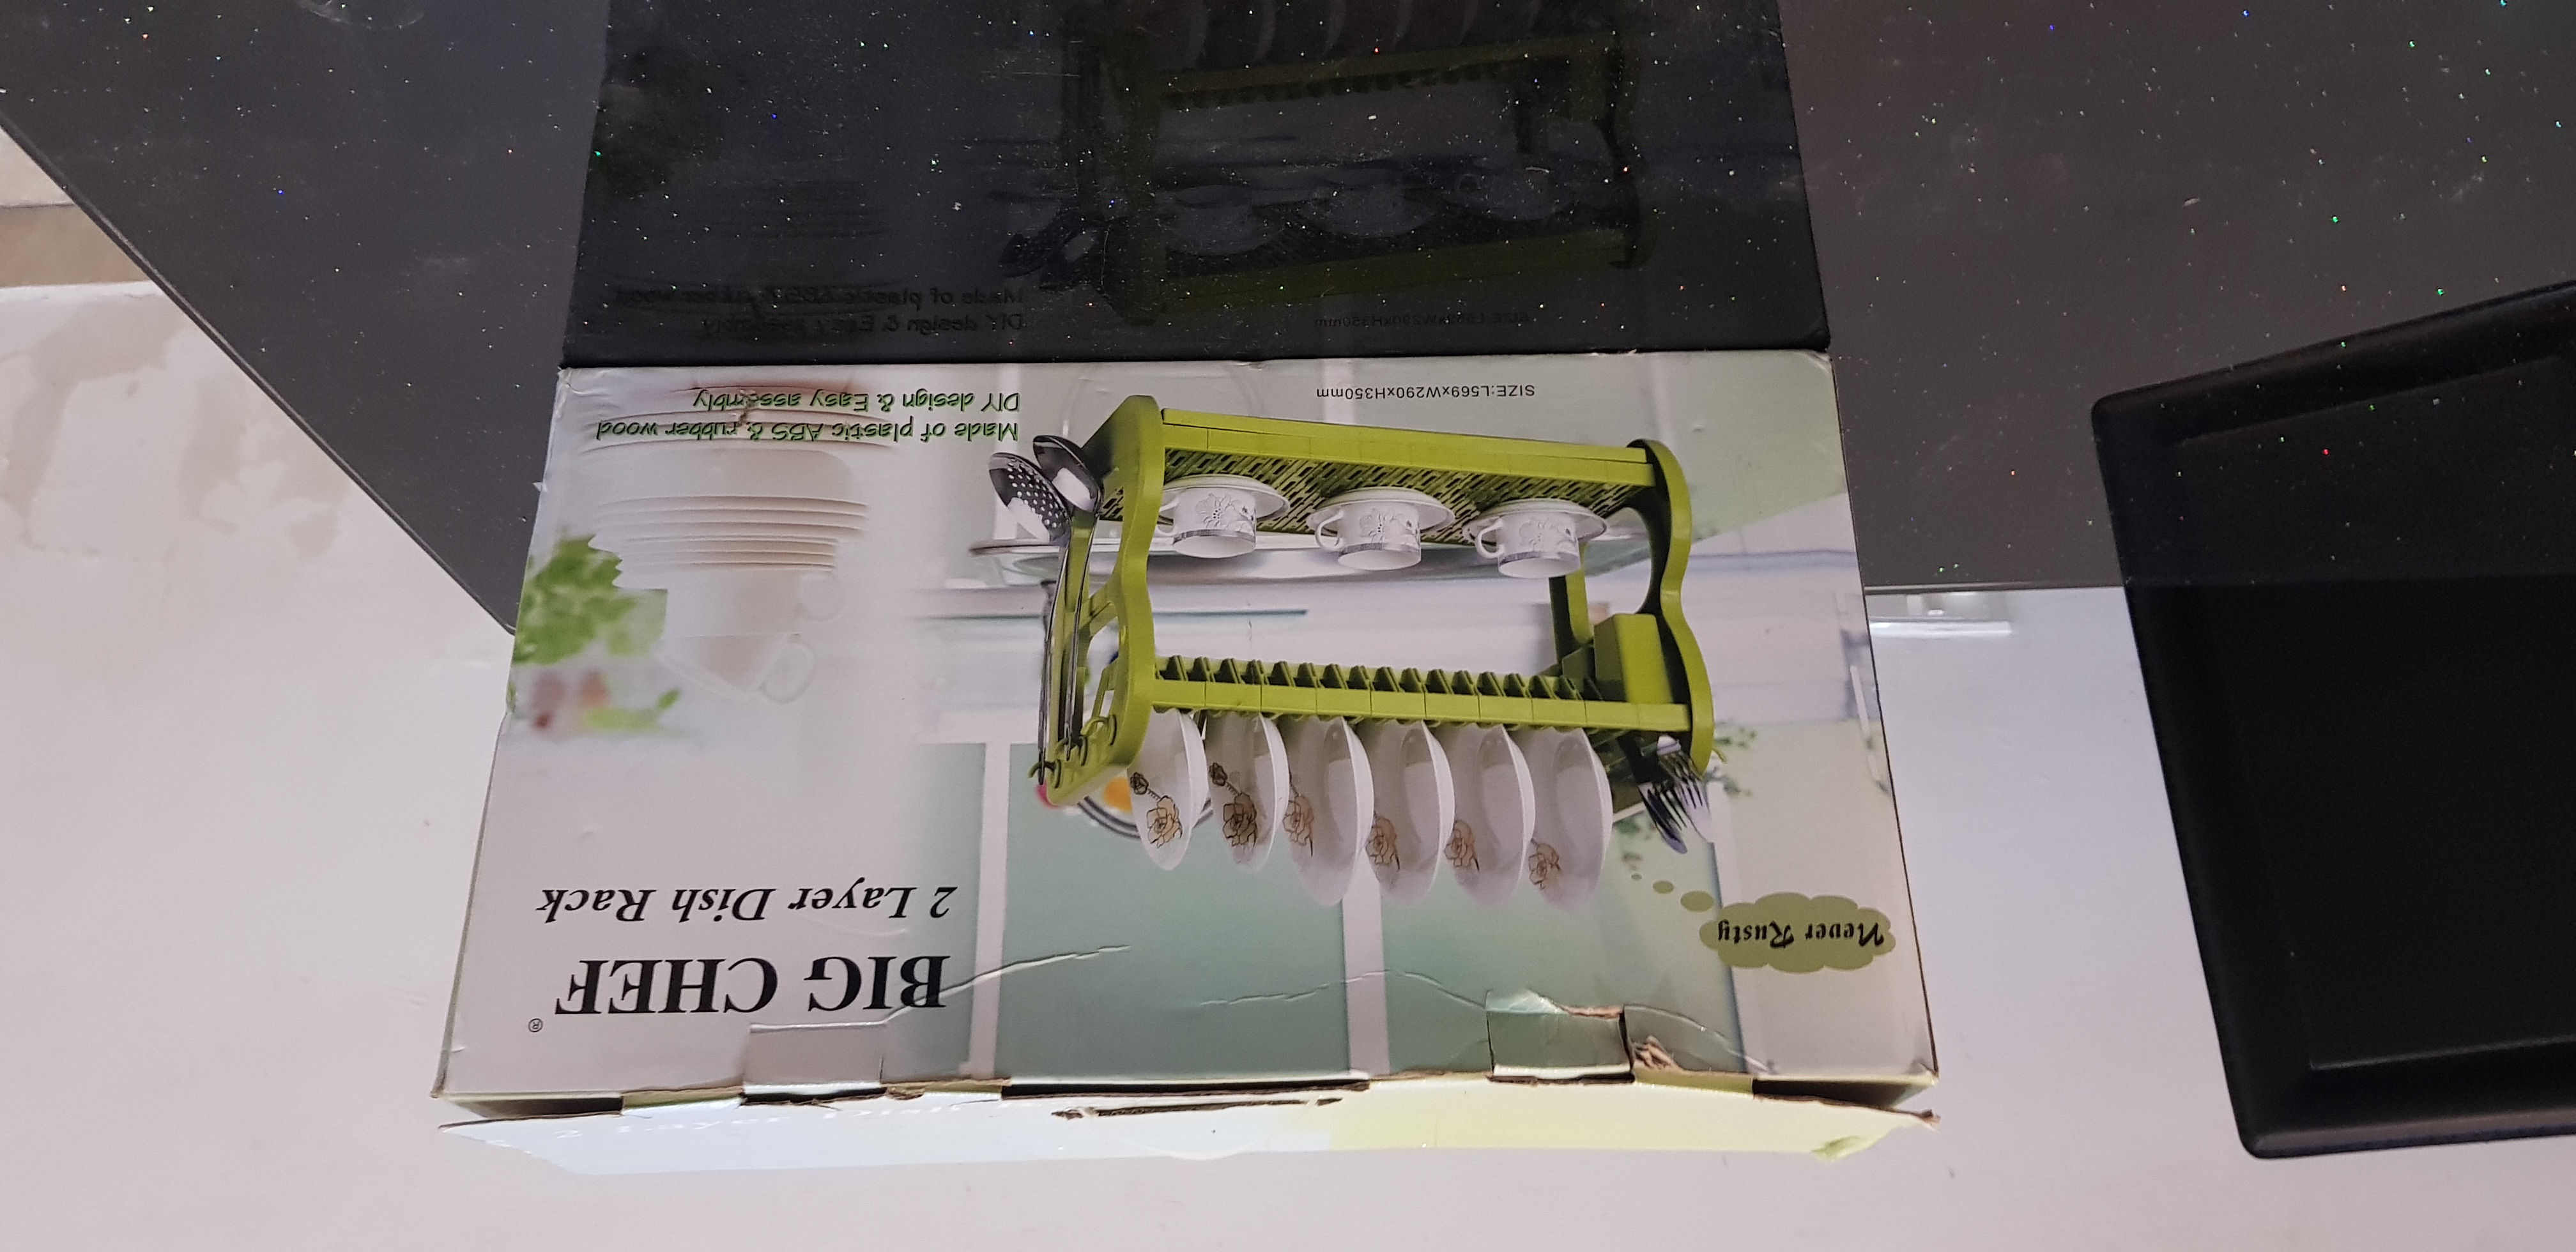 Never Rusty
BIG CHEF®
2 Layer Dish Rack
Made of plastic ABS & rubber wood
DIY design & Easy assembly
SIZE:L569xW290xH350mm